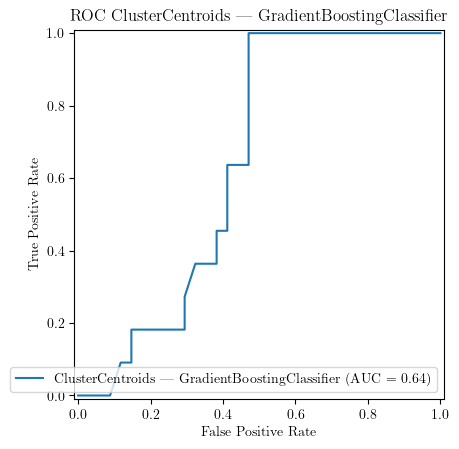 ROC ClusterCentroids — GradientBoostingClassifier
1.0
0.8
0.6
0.4
0.2
0.0
True Positive Rate
ClusterCentroids — GradientBoostingClassifier (AUC = 0.64)
0.0 0.2 0.4 0.6 0.8 1.0
False Positive Rate